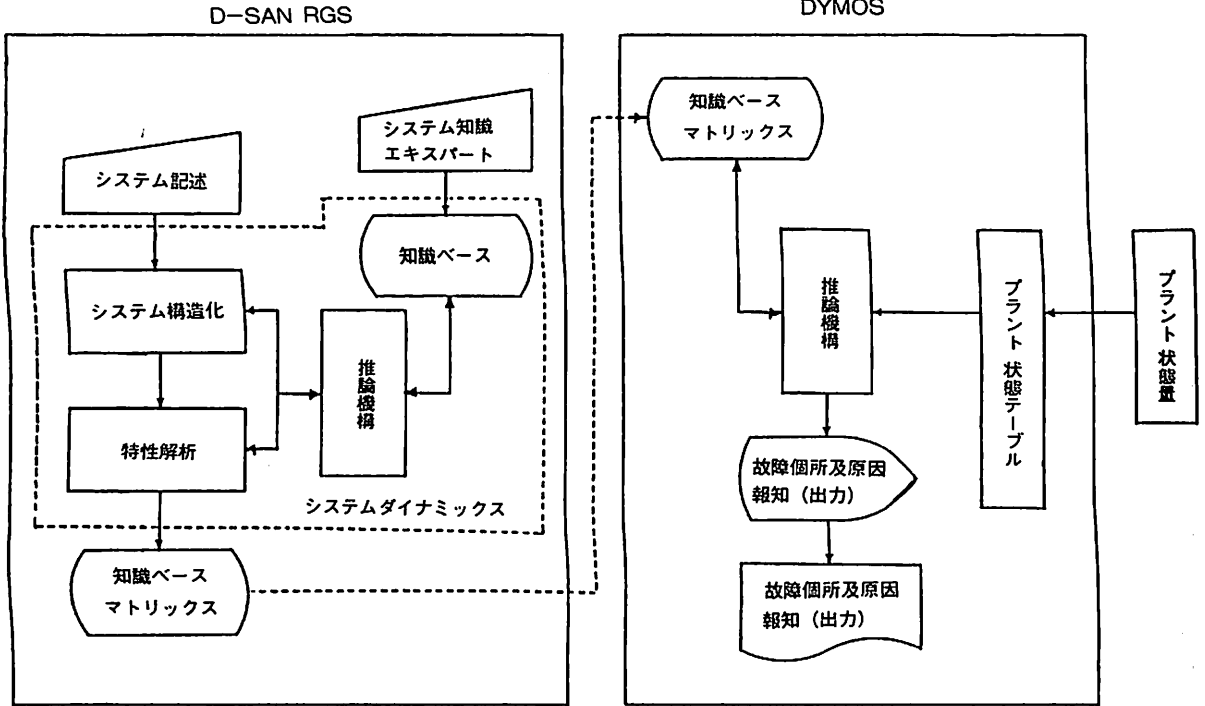 D-SAN RGS
システム知識
エキスパート
システム記述
知識ベース
システム構造化
推論機構
特性解析
システムダイナミックス
知識ベース
マトリックス
DYMOS
知識ベース
マトリックス
推論機構
プラント状態テーブル
プラント状態量
故障個所及原因
報知(出力)
故障個所及原因
報知(出力)